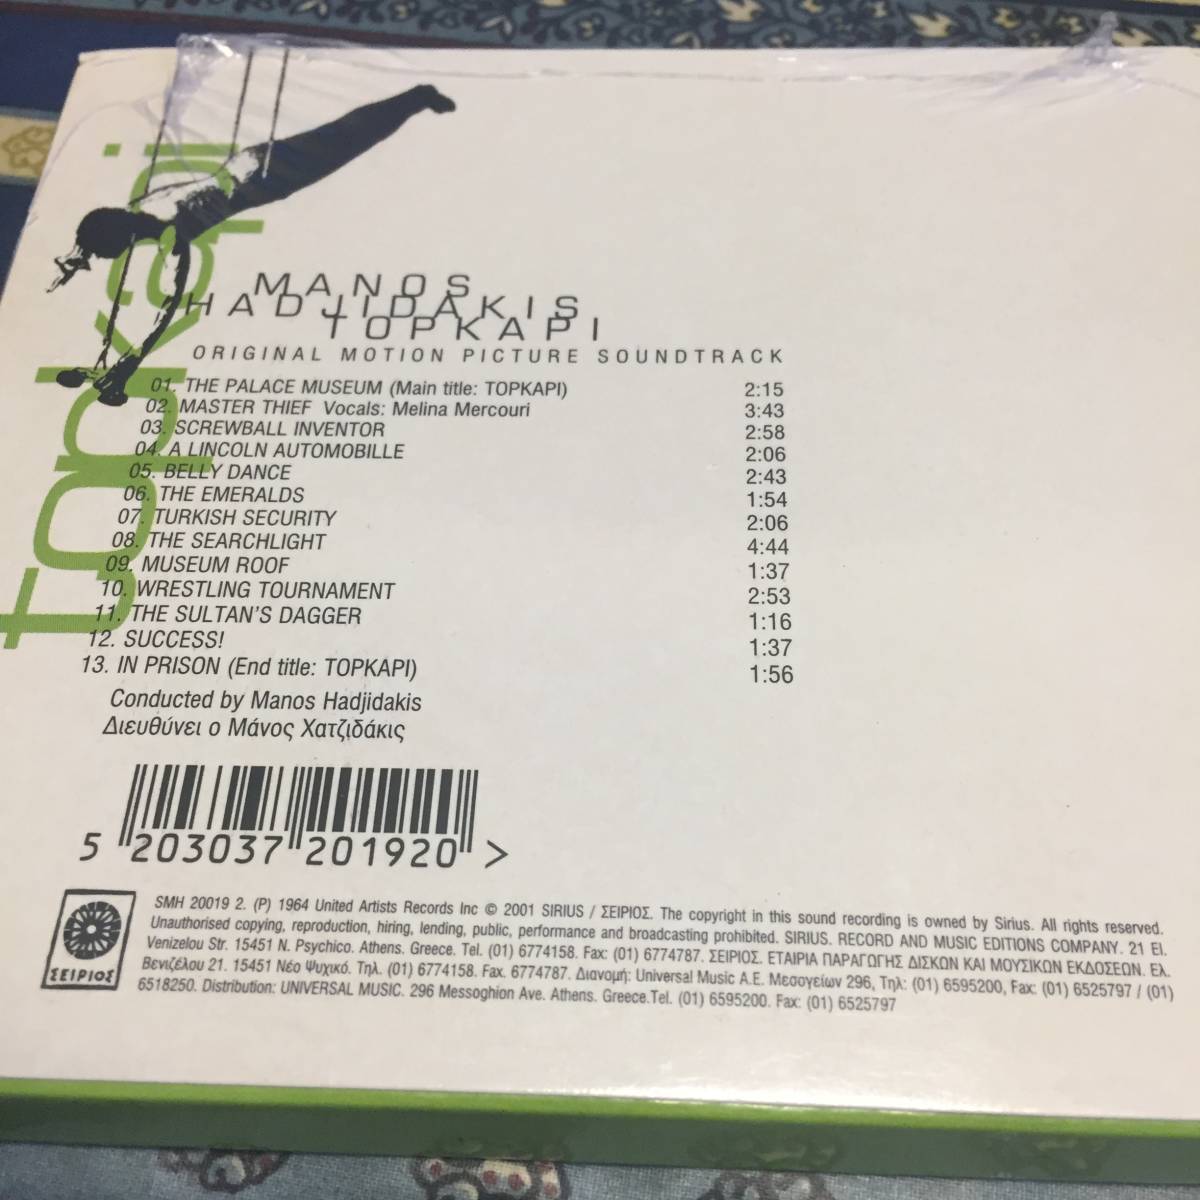 topkapi
MANOS
HADJIDAKIS
TOPKAPI
ORIGINAL MOTION PICTURE SOUNDTRACK
01. THE PALACE MUSEUM (Main title: TOPKAPI) 2:15
02. MASTER THIEF Vocals: Melina Mercouri 3:43
03. SCREWBALL INVENTOR 2:58
04. A LINCOLN AUTOMOBILLE 2:06
05. BELLY DANCE 2:43
06. THE EMERALDS 1:54
07. TURKISH SECURITY 2:06
08. THE SEARCHLIGHT 4:44
09. MUSEUM ROOF 1:37
10. WRESTLING TOURNAMENT 2:53
11. THE SULTAN'S DAGGER 1:16
12. SUCCESS! 1:37
13. IN PRISON (End title: TOPKAPI) 1:56
Conducted by Manos Hadjidakis
Διευθύνει ο Μάνος Χατζιδάκις
5 203037 201920 >
ΣΕΙΡΙΟΣ
SMH 20019 2. (P) 1964 United Artists Records Inc © 2001 SIRIUS / ΣΕΙΡΙΟΣ. The copyright in this sound recording is owned by Sirius. All rights reserved.
Unauthorised copying, reproduction, hiring, lending, public, performance and broadcasting prohibited. SIRIUS. RECORD AND MUSIC EDITIONS COMPANY. 21 El.
Venizelou Str. 15451 N. Psychico. Athens. Greece. Tel. (01) 6774158. Fax: (01) 6774787. ΣΕΙΡΙΟΣ. ΕΤΑΙΡΙΑ ΠΑΡΑΓΩΓΗΣ ΔΙΣΚΩΝ ΚΑΙ ΜΟΥΣΙΚΩΝ ΕΚΔΟΣΕΩΝ. Ελ.
Βενιζέλου 21. 15451 Νέο Ψυχικό. Τηλ. (01) 6774158. Fax. 6774787. Διανομή: Universal Music A.E. Μεσογείων 296, Τηλ: (01) 6595200, Fax: (01) 6525797 / (01)
6518250. Distribution: UNIVERSAL MUSIC. 296 Messoghion Ave. Athens. Greece.Tel. (01) 6595200. Fax: (01) 6525797